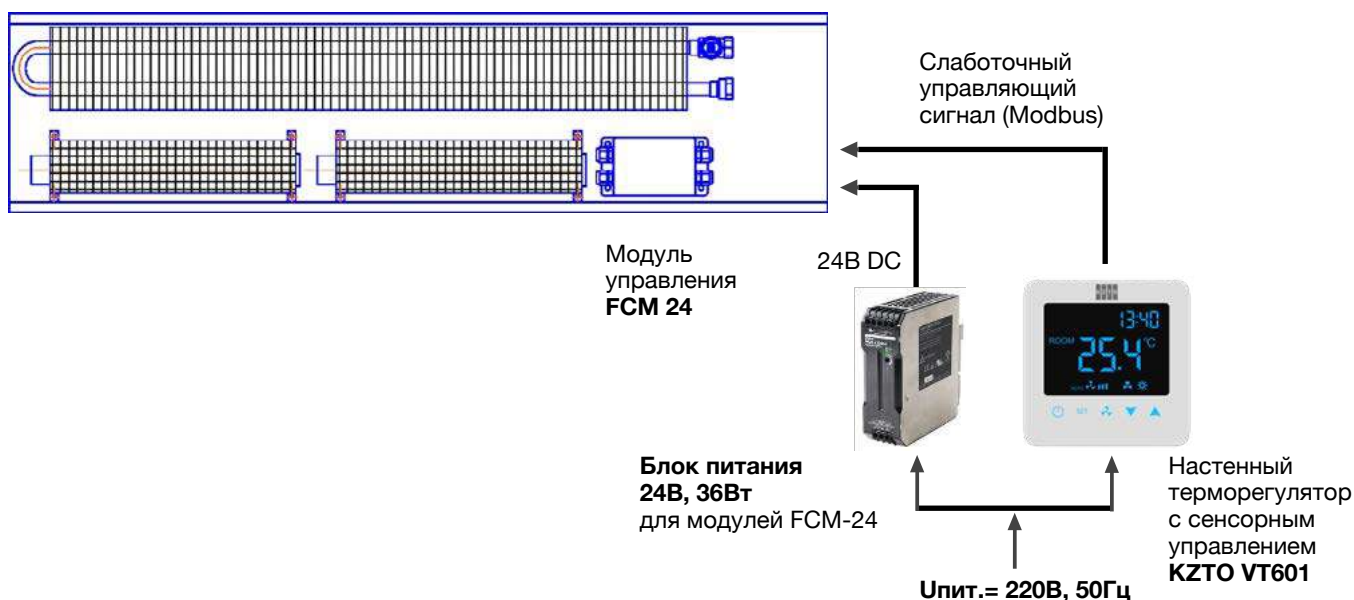 Слаботочный
управляющий
сигнал (Modbus)
Модуль
управления
FCM 24
24В DC
13:40
ROOM
25.4 °C
Блок питания
24В, 36Вт
для модулей FCM-24
Настенный
терморегулятор
с сенсорным
управлением
KZTO VT601
Uпит.= 220В, 50Гц